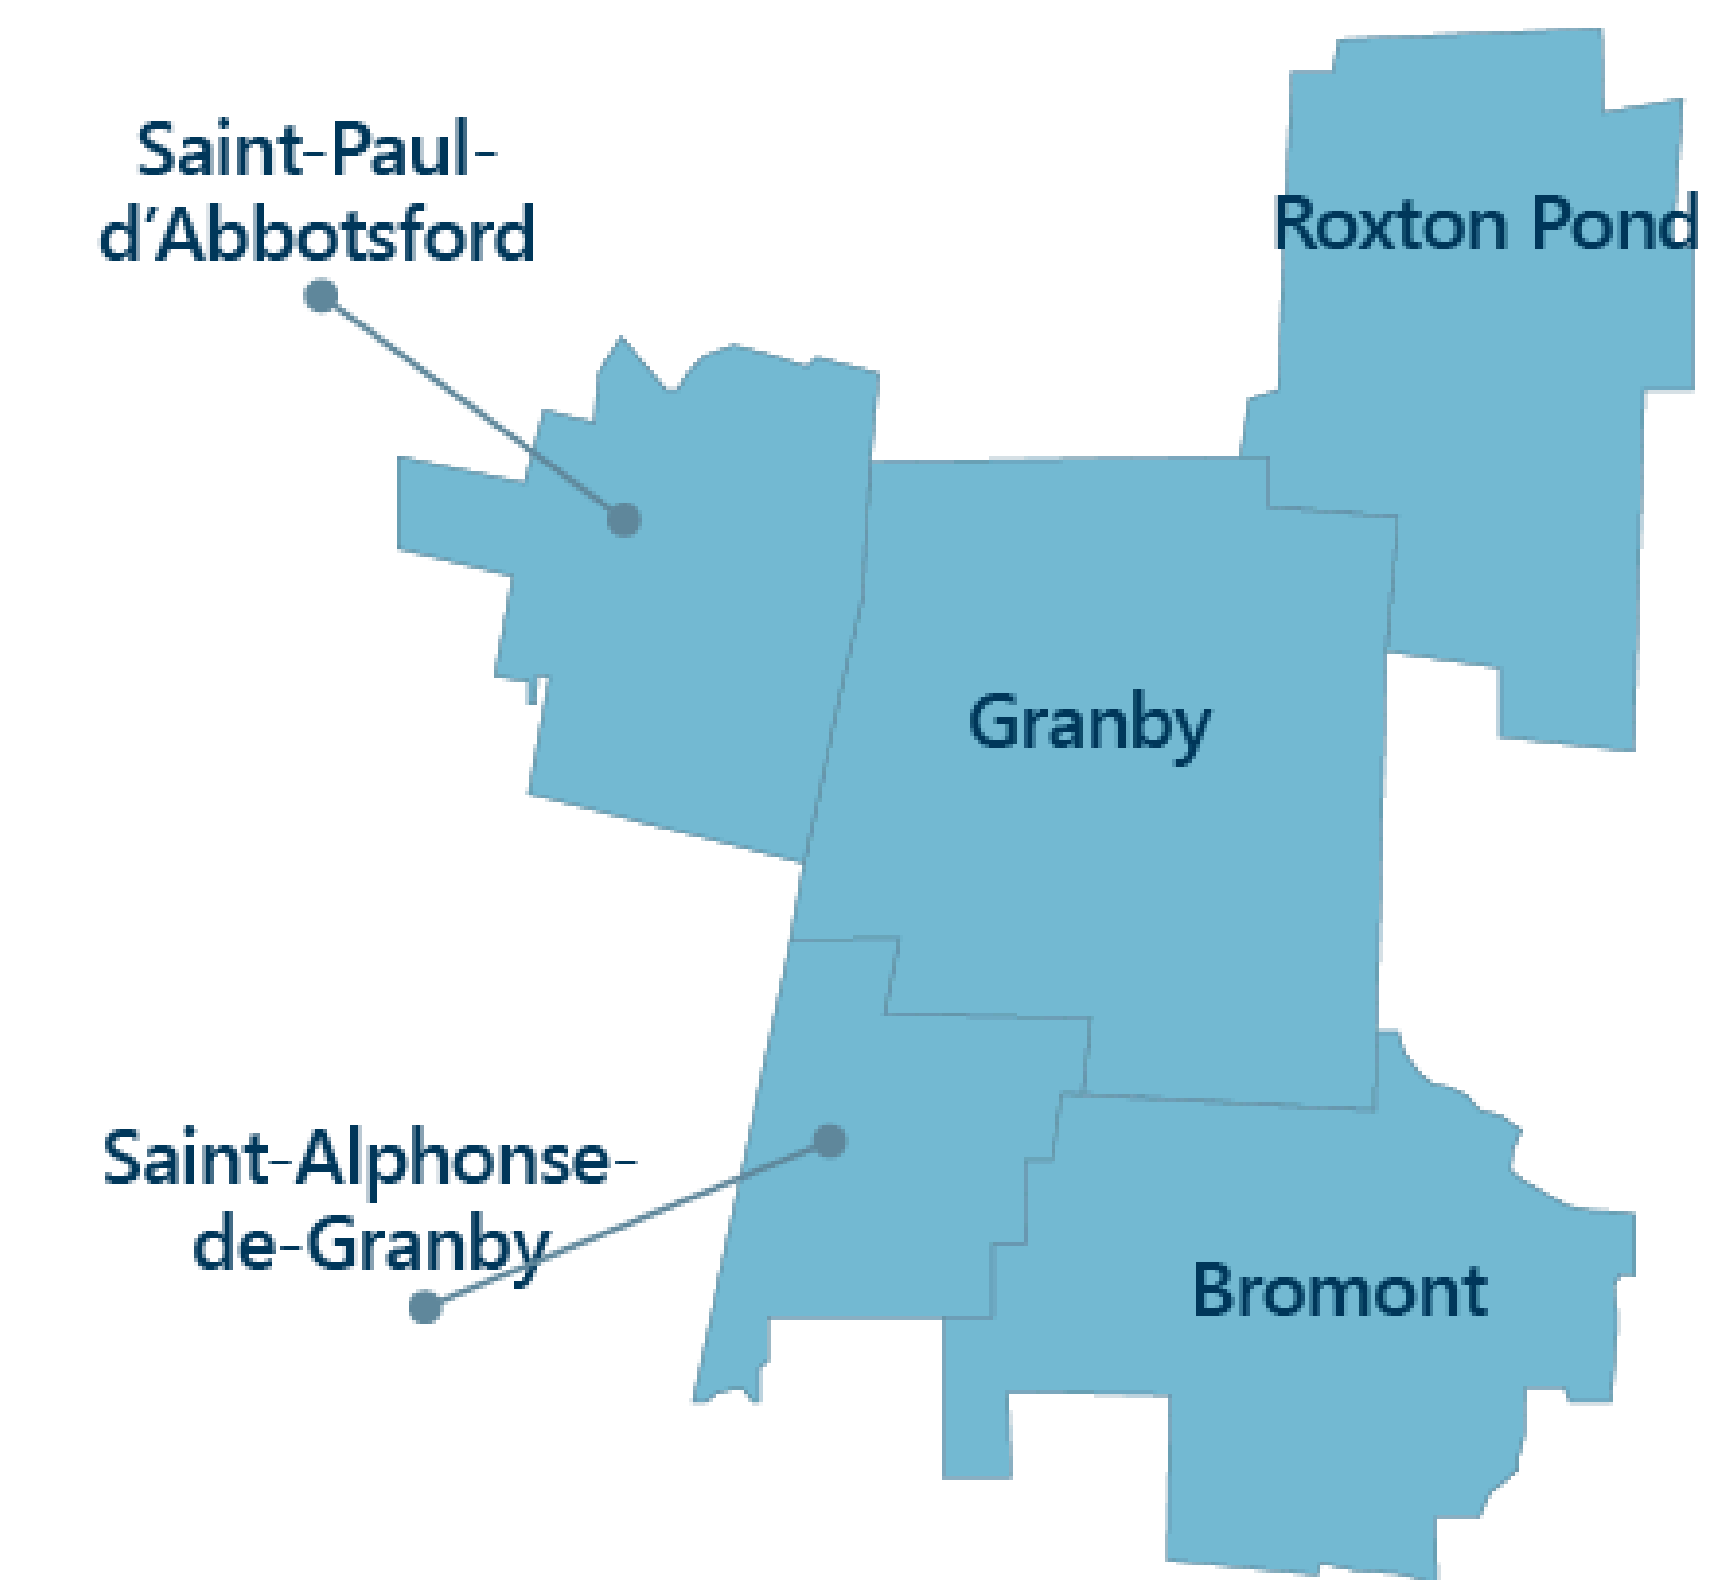 Saint-Paul-
d’Abbotsford
Roxton Pond
Granby
Saint-Alphonse-
de-Granby
Bromont